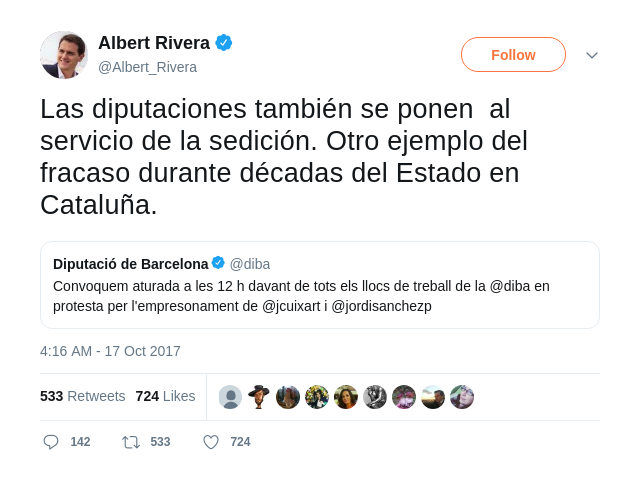 Albert Rivera
@Albert_Rivera
Follow
Las diputaciones también se ponen  al
servicio de la sedición. Otro ejemplo del
fracaso durante décadas del Estado en
Cataluña.
Diputació de Barcelona @diba
Convoquem aturada a les 12 h davant de tots els llocs de treball de la @diba en
protesta per l'empresonament de @jcuixart i @jordisanchezp
4:16 AM - 17 Oct 2017
533 Retweets 724 Likes
142 533 724